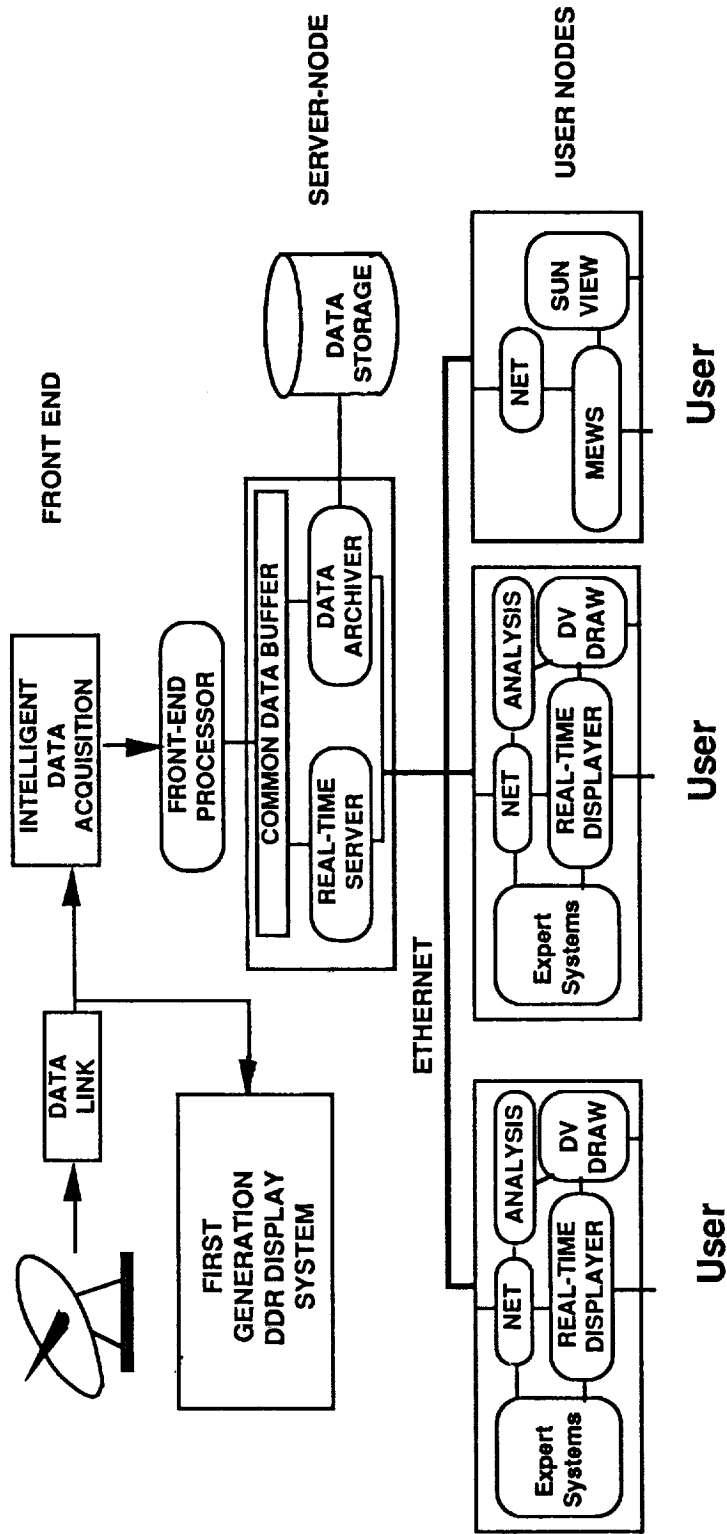 FRONT END
DATA
LINK
INTELLIGENT
DATA
ACQUISITION
FIRST
GENERATION
DDR DISPLAY
SYSTEM
FRONT-END
PROCESSOR
SERVER-NODE
COMMON DATA BUFFER
REAL-TIME
SERVER
DATA
ARCHIVER
DATA
STORAGE
ETHERNET
USER NODES
Expert
Systems
NET
ANALYSIS
REAL-TIME
DISPLAYER
DV
DRAW
User
Expert
Systems
NET
ANALYSIS
REAL-TIME
DISPLAYER
DV
DRAW
User
NET
MEWS
SUN
VIEW
User